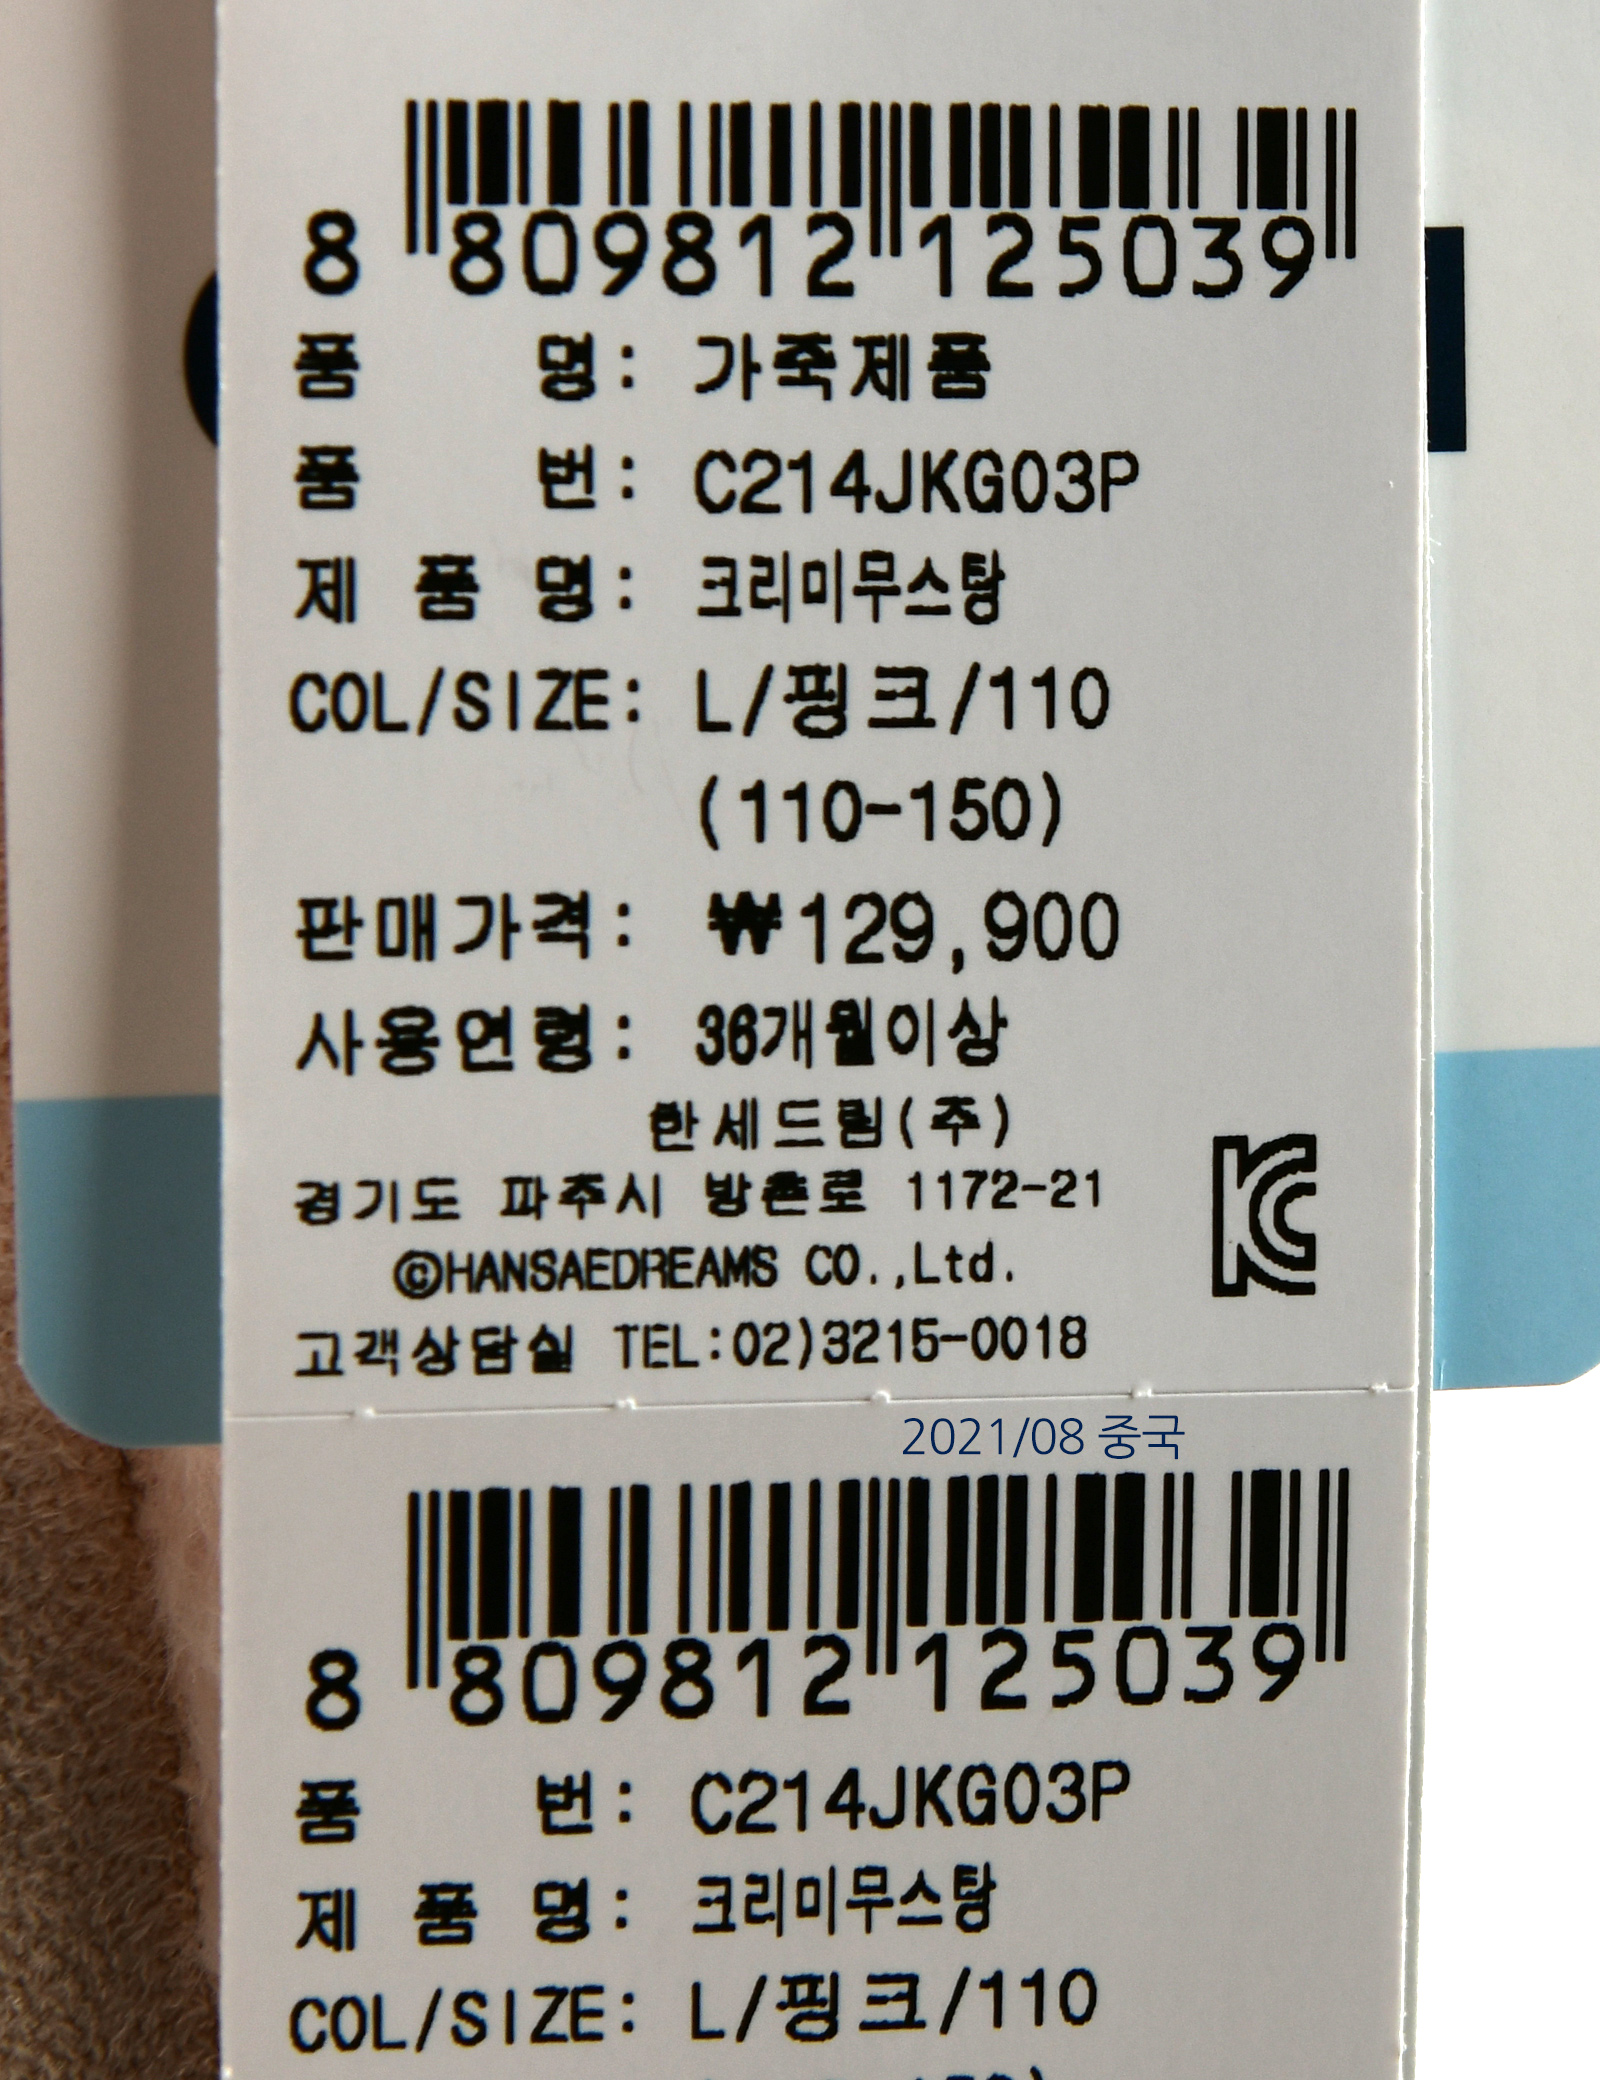 8 809812 125039
품 명: 가죽제품
품 번: C214JKG03P
제 품 명: 크리미무스탕
COL/SIZE: L/핑크/110
(110-150)
판매가격: ₩129,900
사용연령: 36개월이상
한세드림(주)
경기도 파주시 방촌로 1172-21
©HANSAEDREAMS CO.,Ltd.
고객상담실 TEL:02)3215-0018
2021/08 중국
8 809812 125039
품 번: C214JKG03P
제 품 명: 크리미무스탕
COL/SIZE: L/핑크/110